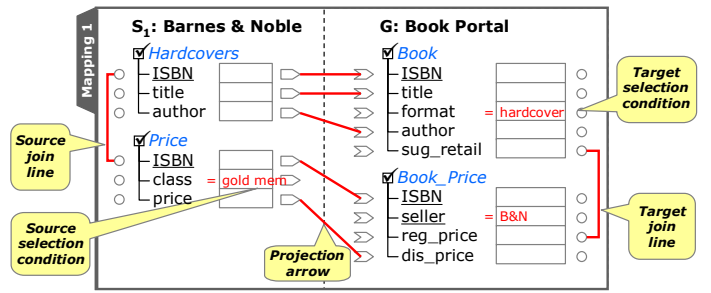 Mapping 1
S1: Barnes & Noble
G: Book Portal
Hardcovers
ISBN
title
author
Price
ISBN
class = gold mem
price
Book
ISBN
title
format = hardcover
author
sug_retail
Book_Price
ISBN
seller = B&N
reg_price
dis_price
Source
join
line
Source
selection
condition
Projection
arrow
Target
selection
condition
Target
join
line